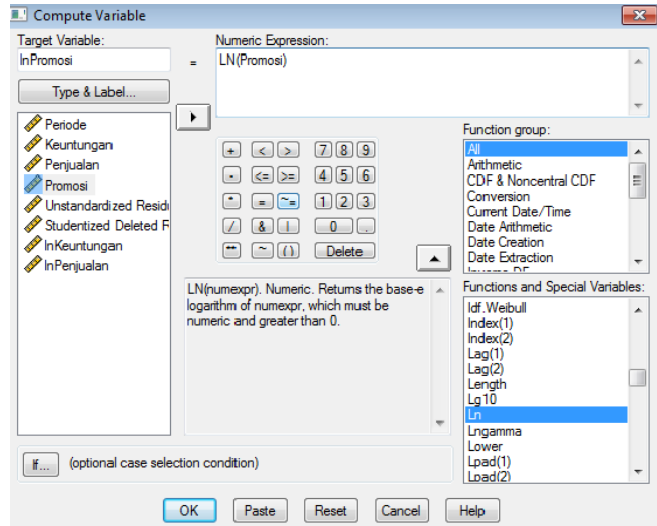 Compute Variable
Target Variable:
lnPromosi
=
Numeric Expression:
LN(Promosi)
Type & Label...
Periode
Keuntungan
Penjualan
Promosi
Unstandardized Residu
Studentized Deleted R
lnKeuntungan
lnPenjualan
+ < > 7 8 9
- <= >= 4 5 6
* = ~= 1 2 3
/ & | 0 .
** ~ () Delete
Function group:
All
Arithmetic
CDF & Noncentral CDF
Conversion
Current Date/Time
Date Arithmetic
Date Creation
Date Extraction
Inverse DF
LN(numexpr). Numeric. Returns the base-e
logarithm of numexpr, which must be
numeric and greater than 0.
Functions and Special Variables:
Idf.Weibull
Index(1)
Index(2)
Lag(1)
Lag(2)
Length
Lg10
Ln
Lngamma
Lower
Lpad(1)
Lpad(2)
If... (optional case selection condition)
OK Paste Reset Cancel Help